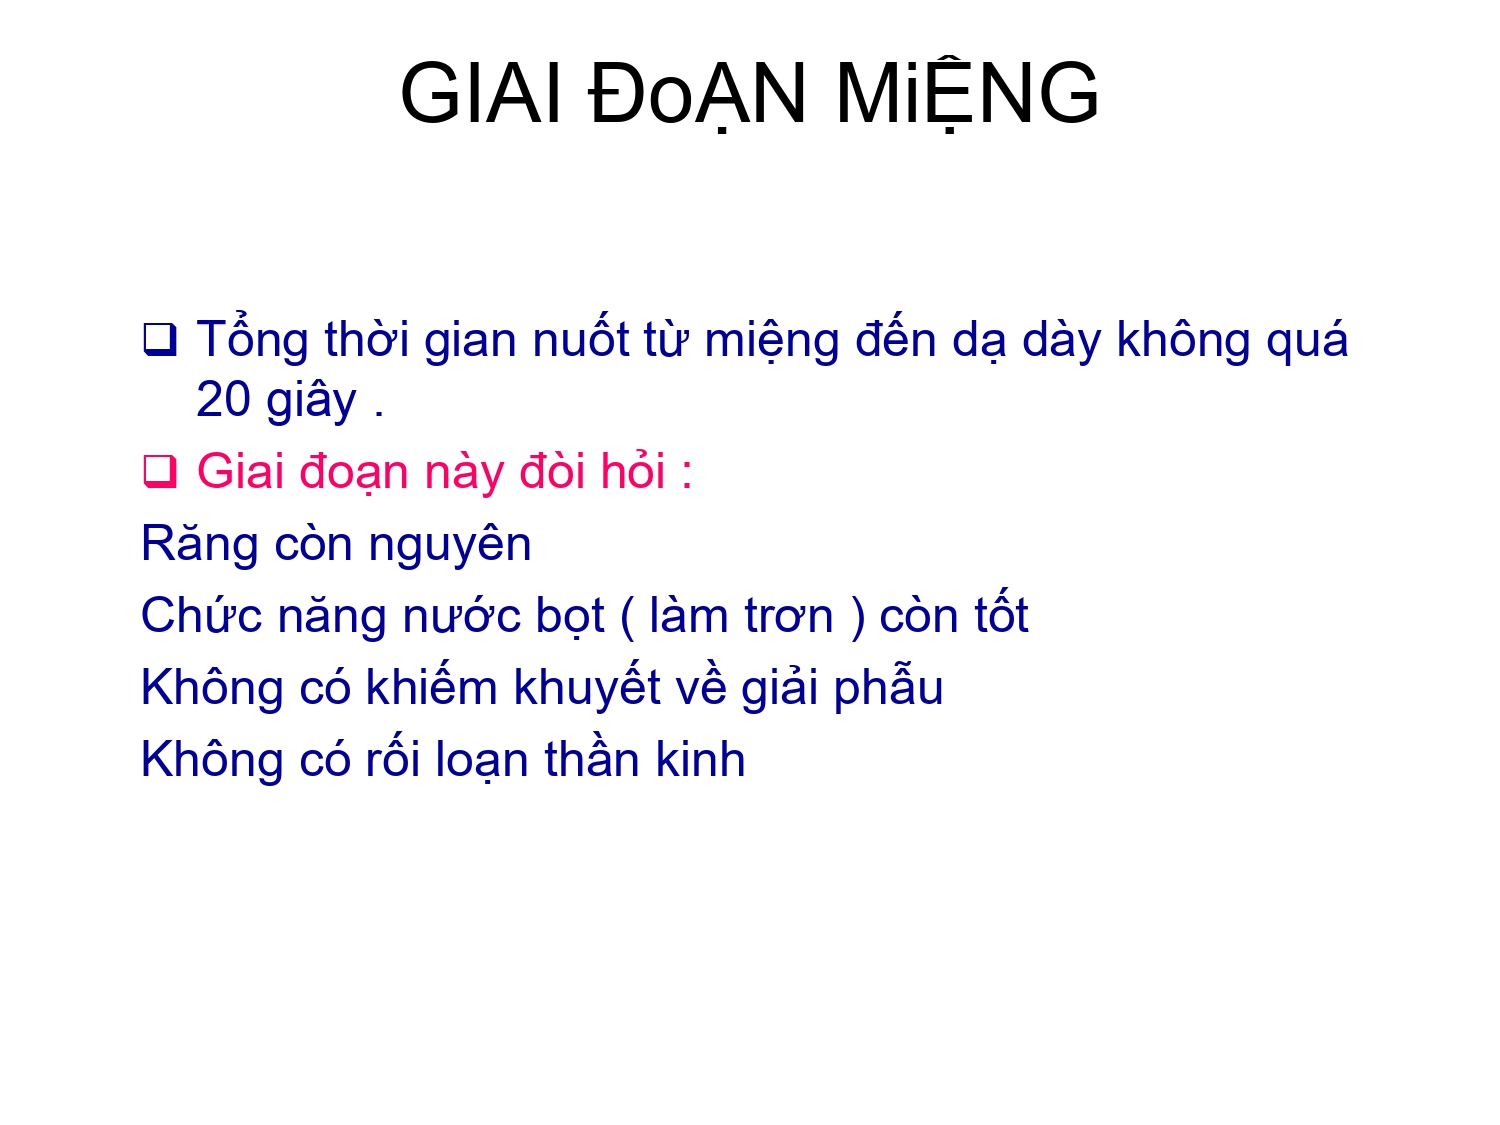 GIAI ĐoẠN MiỆNG
❑ Tổng thời gian nuốt từ miệng đến dạ dày không quá
20 giây .
❑ Giai đoạn này đòi hỏi :
Răng còn nguyên
Chức năng nước bọt ( làm trơn ) còn tốt
Không có khiếm khuyết về giải phẫu
Không có rối loạn thần kinh